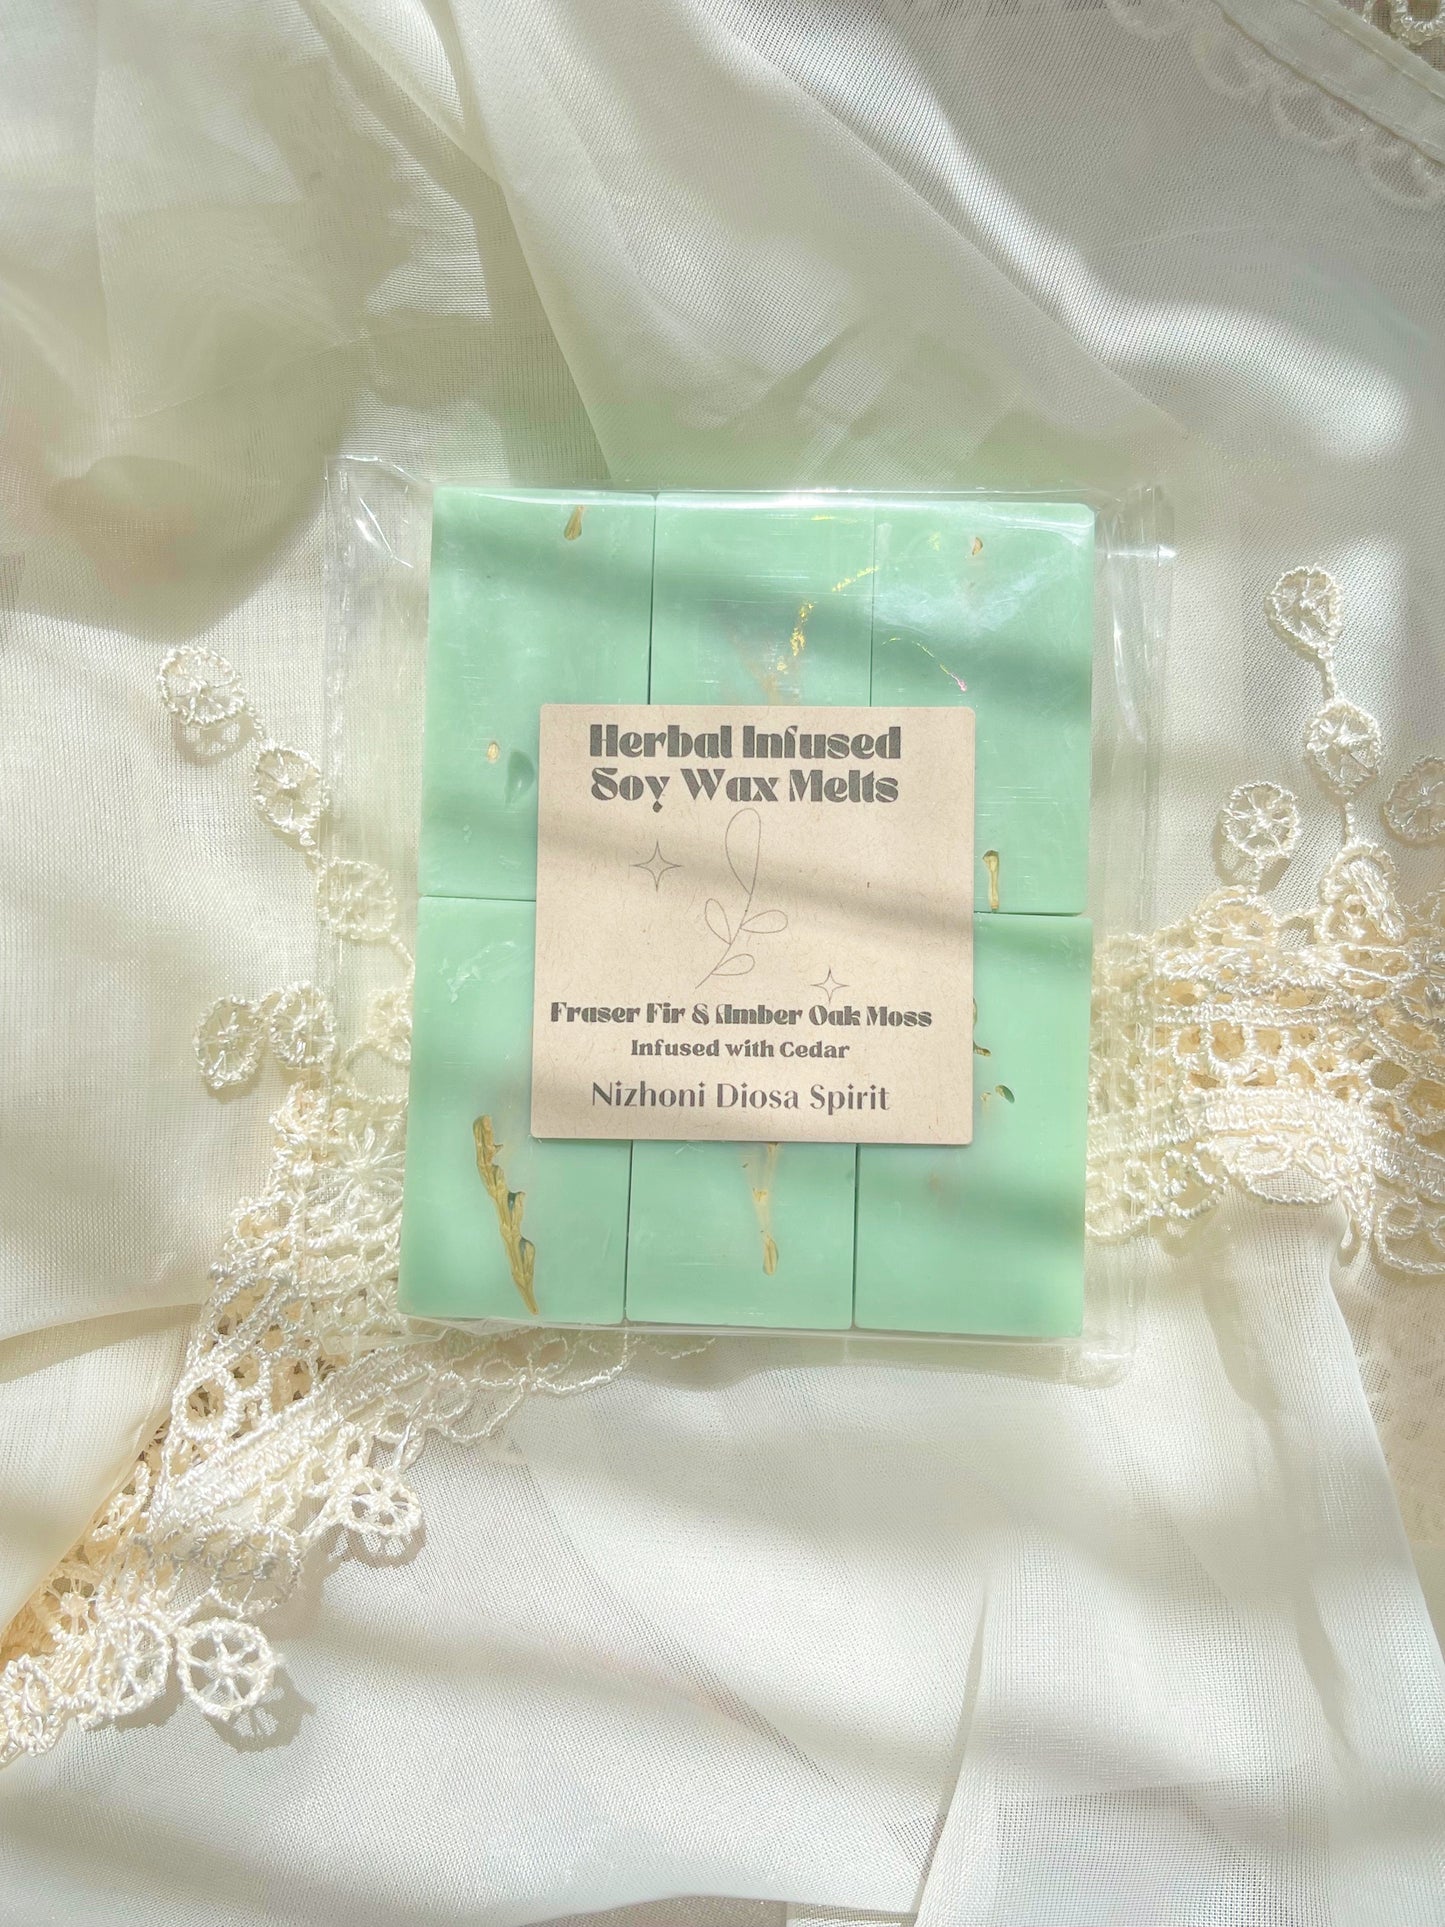 Herbal Infused
Soy Wax Melts
Fraser Fir & Amber Oak Moss
Infused with Cedar
Nizhoni Diosa Spirit